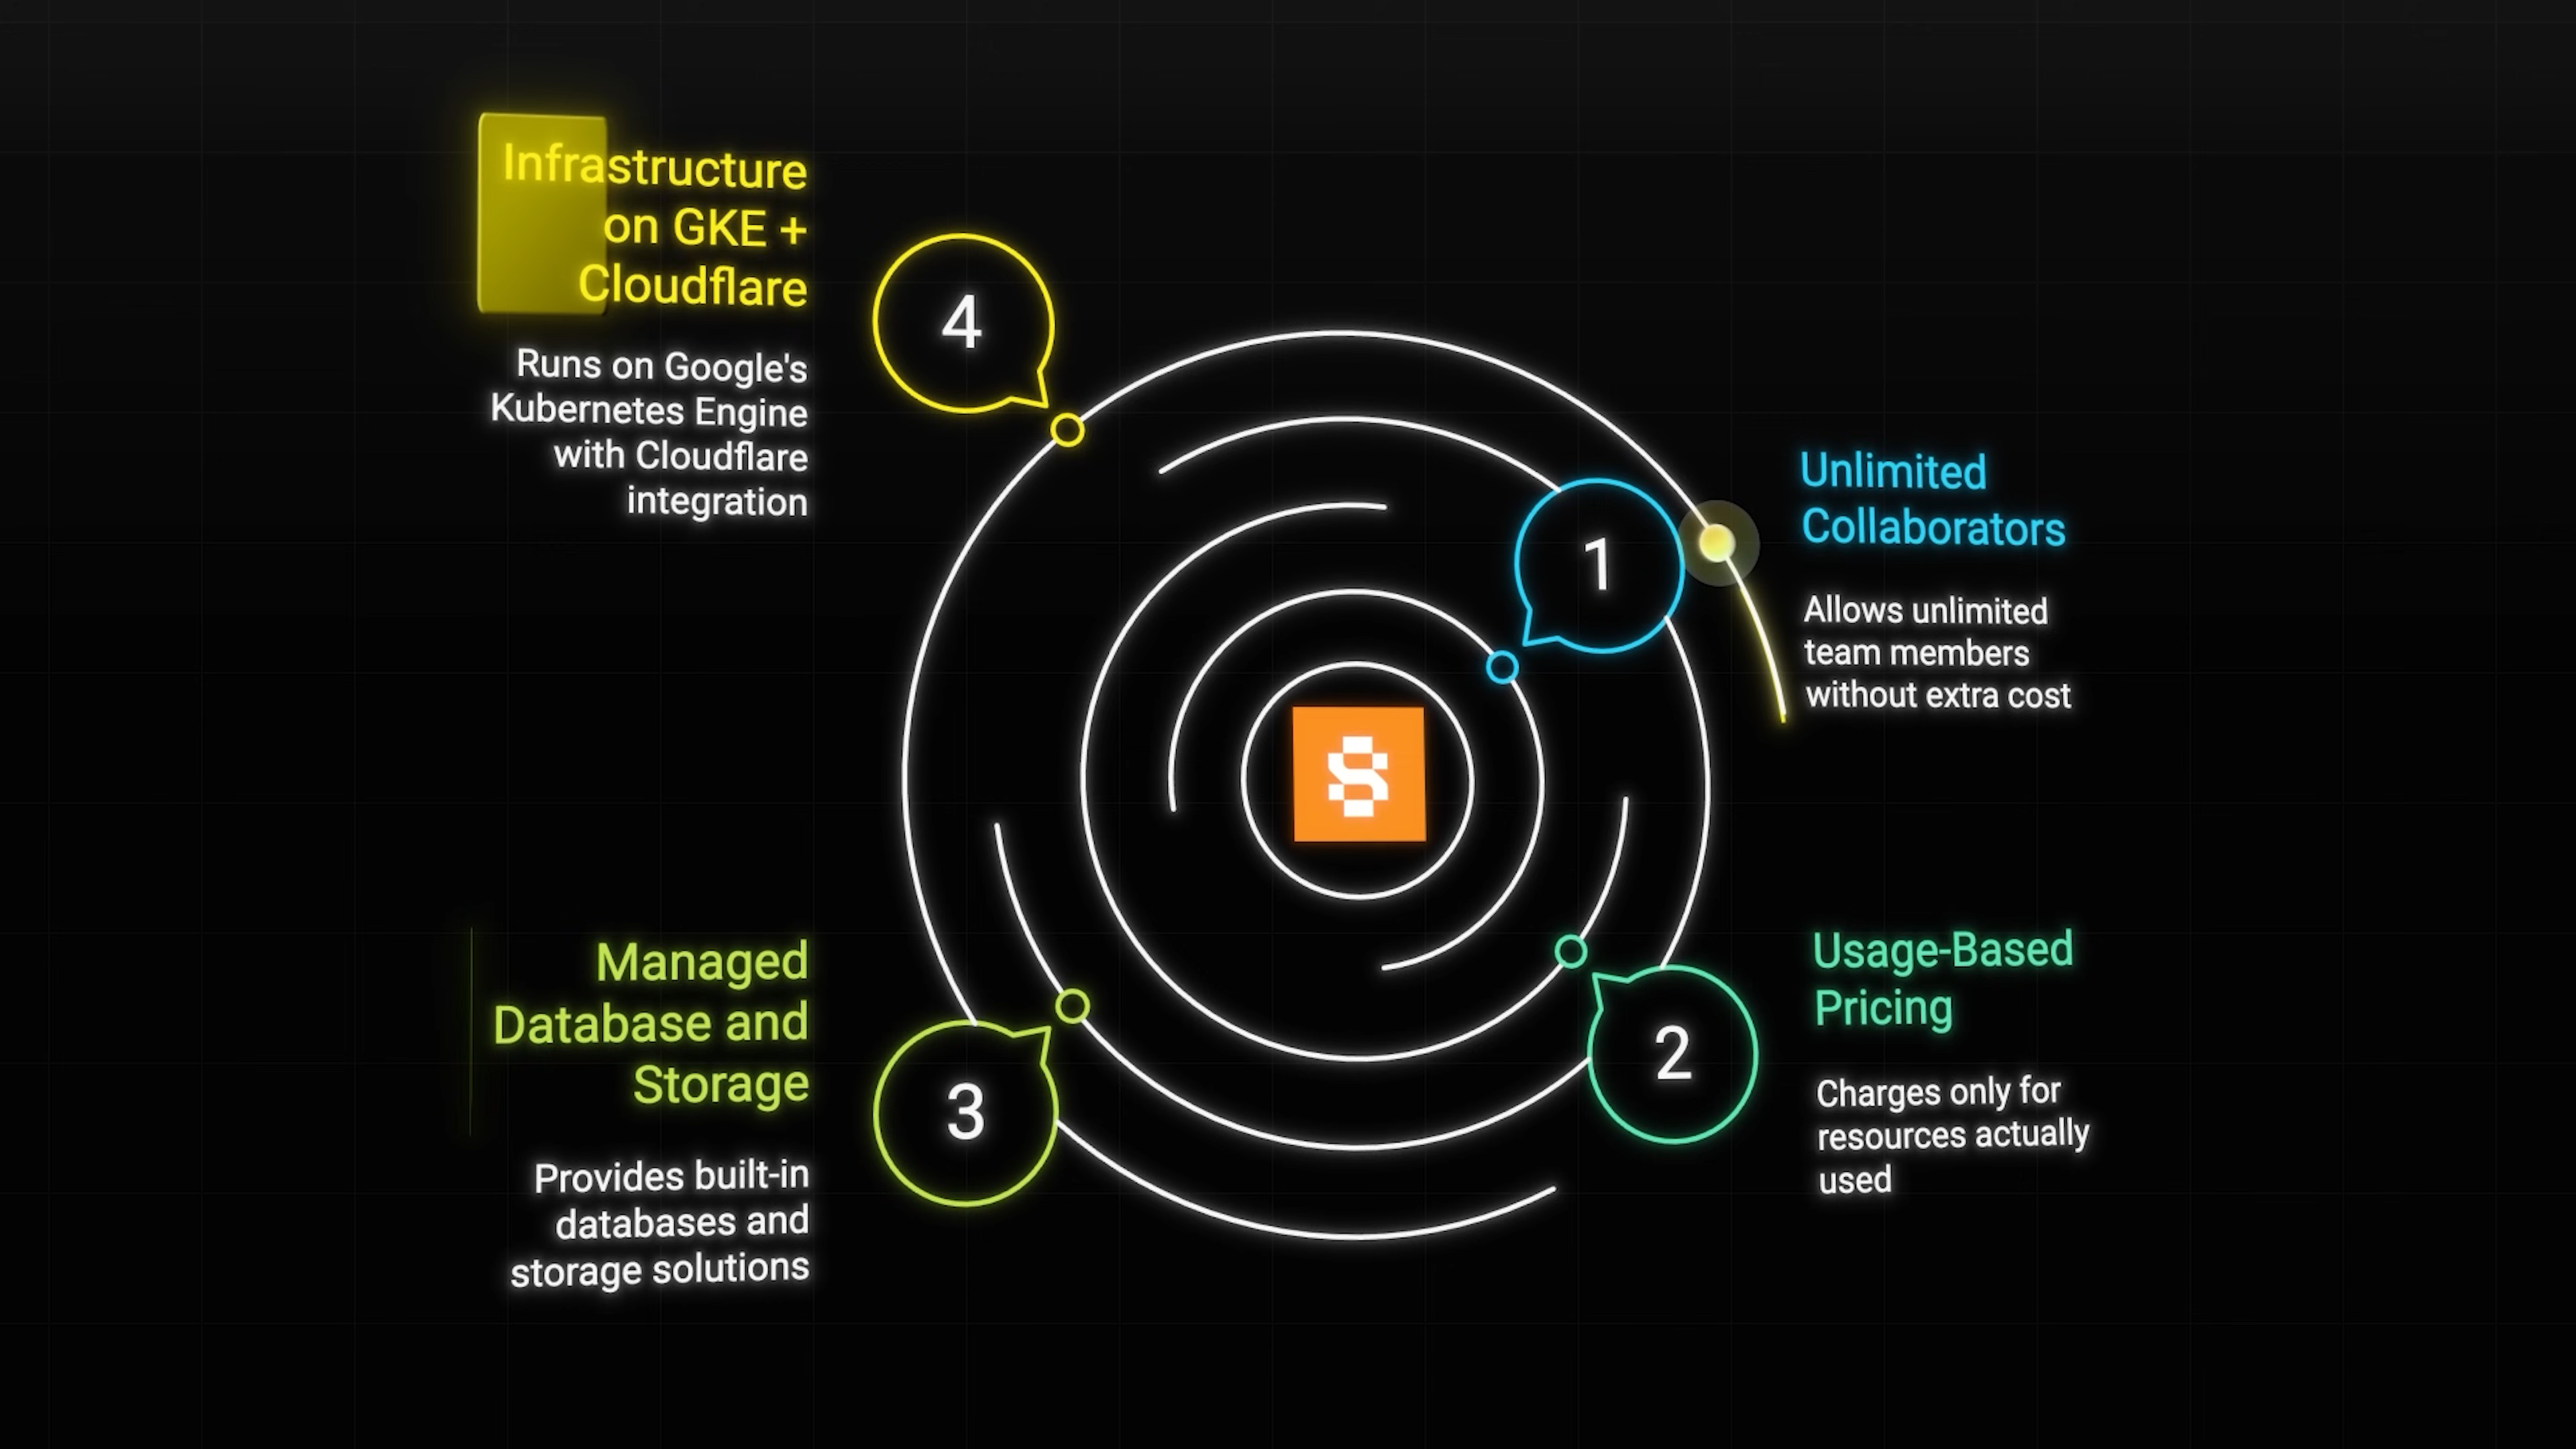 Infrastructure
on GKE +
Cloudflare
Runs on Google's
Kubernetes Engine
with Cloudflare
integration
4
Unlimited
Collaborators
Allows unlimited
team members
without extra cost
1
S
Managed
Database and
Storage
Provides built-in
databases and
storage solutions
3
Usage-Based
Pricing
Charges only for
resources actually
used
2